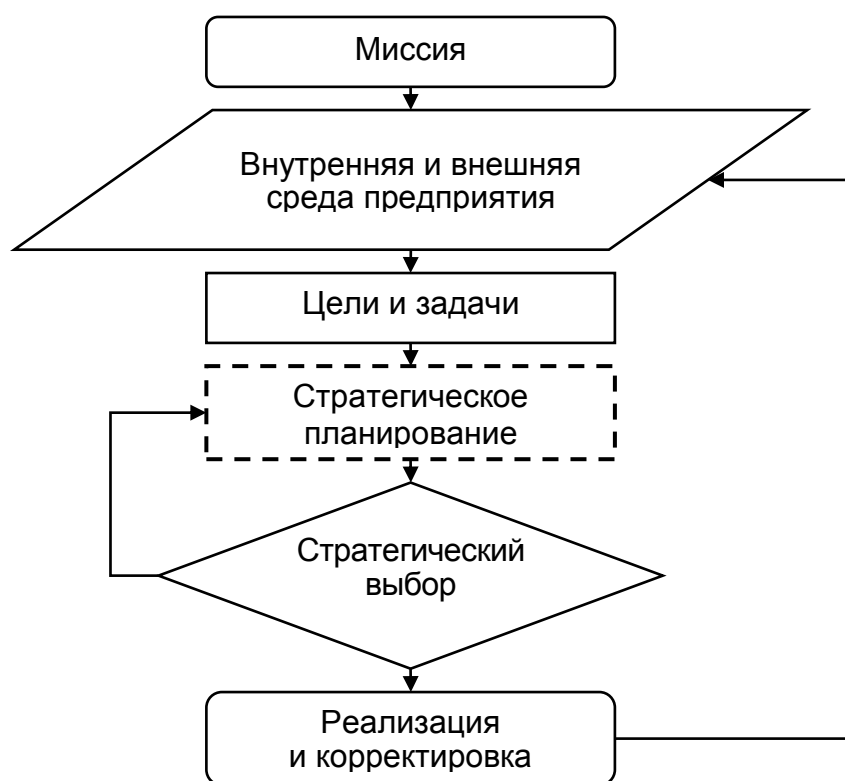 Миссия
Внутренняя и внешняя
среда предприятия
Цели и задачи
Стратегическое
планирование
Стратегический
выбор
Реализация
и корректировка